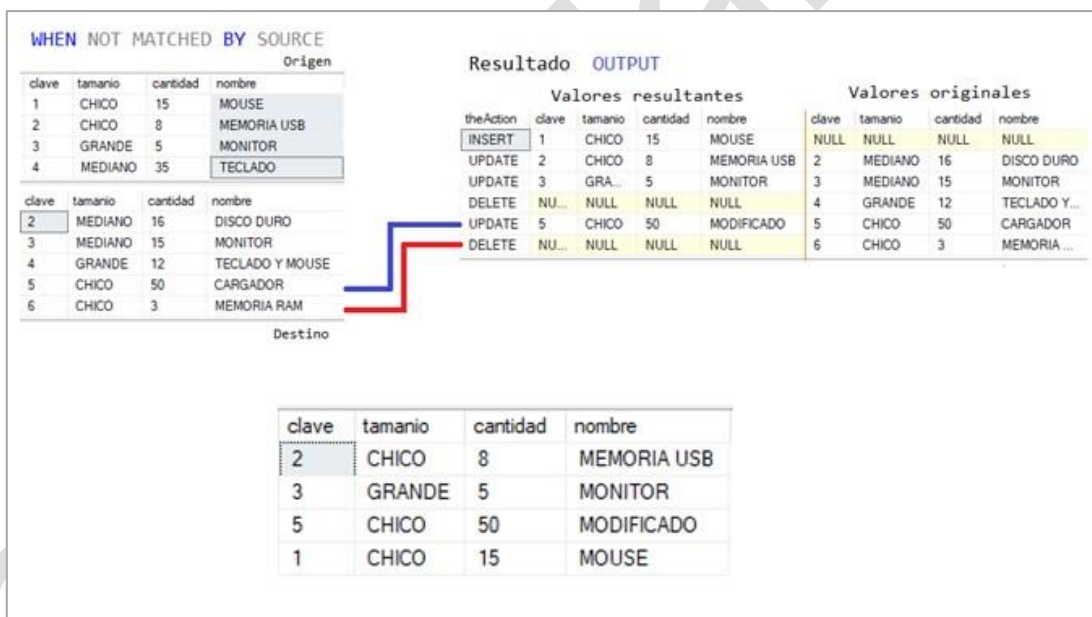 WHEN NOT MATCHED BY SOURCE
Origen
clave tamanio cantidad nombre
1 CHICO 15 MOUSE
2 CHICO 8 MEMORIA USB
3 GRANDE 5 MONITOR
4 MEDIANO 35 TECLADO
clave tamanio cantidad nombre
2 MEDIANO 16 DISCO DURO
3 MEDIANO 15 MONITOR
4 GRANDE 12 TECLADO Y MOUSE
5 CHICO 50 CARGADOR
6 CHICO 3 MEMORIA RAM
Destino
Resultado OUTPUT
Valores resultantes Valores originales
theAction clave tamanio cantidad nombre clave tamanio cantidad nombre
INSERT 1 CHICO 15 MOUSE NULL NULL NULL NULL
UPDATE 2 CHICO 8 MEMORIA USB 2 MEDIANO 16 DISCO DURO
UPDATE 3 GRA... 5 MONITOR 3 MEDIANO 15 MONITOR
DELETE NU... NULL NULL NULL 4 GRANDE 12 TECLADO Y...
UPDATE 5 CHICO 50 MODIFICADO 5 CHICO 50 CARGADOR
DELETE NU... NULL NULL NULL 6 CHICO 3 MEMORIA ...
clave tamanio cantidad nombre
2 CHICO 8 MEMORIA USB
3 GRANDE 5 MONITOR
5 CHICO 50 MODIFICADO
1 CHICO 15 MOUSE